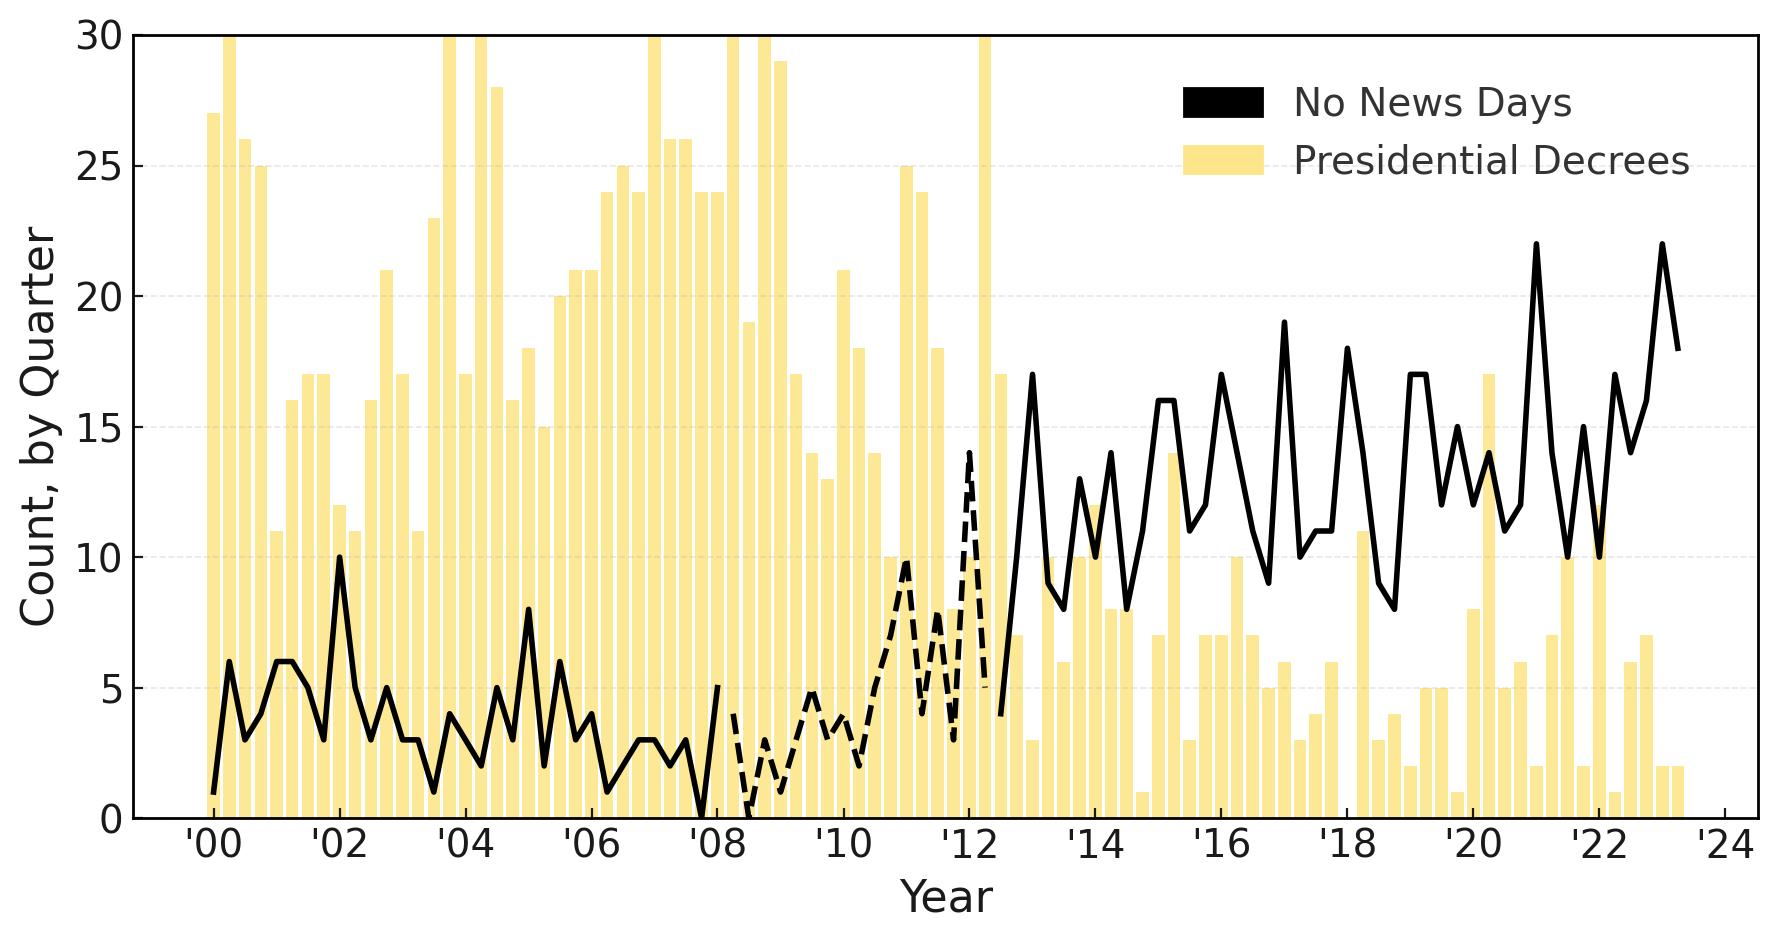 30
25
20
15
10
5
0
Count, by Quarter
No News Days
Presidential Decrees
'00 '02 '04 '06 '08 '10 '12 '14 '16 '18 '20 '22 '24
Year